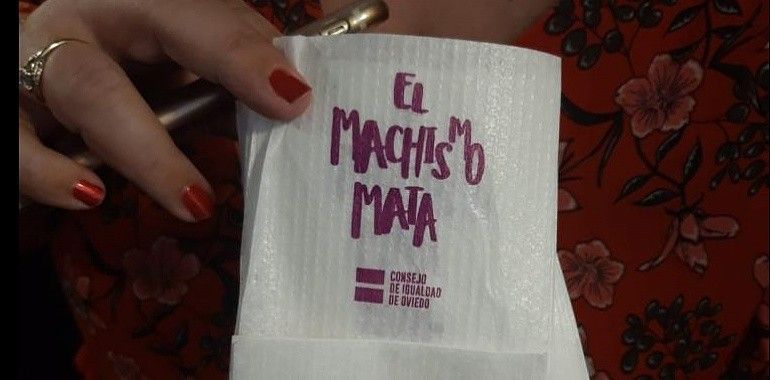 EL
MACHISMO
MATA
CONSEJO
DE IGUALDAD
DE OVIEDO